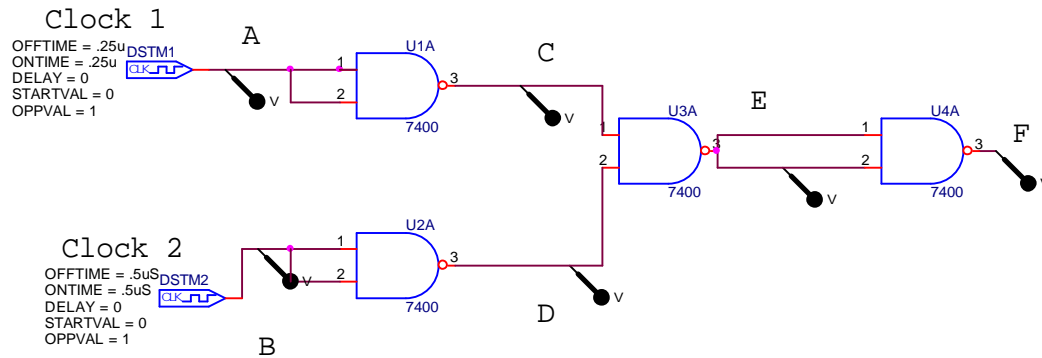 Clock 1
OFFTIME = .25u
ONTIME = .25u
DELAY = 0
STARTVAL = 0
OPPVAL = 1
DSTM1
CLK
A
V
1
2
U1A
3
7400
C
V
1
2
U3A
3
7400
E
V
1
2
U4A
3
7400
F
V
Clock 2
OFFTIME = .5uS
ONTIME = .5uS
DELAY = 0
STARTVAL = 0
OPPVAL = 1
DSTM2
CLK
B
V
1
2
U2A
3
7400
D
V